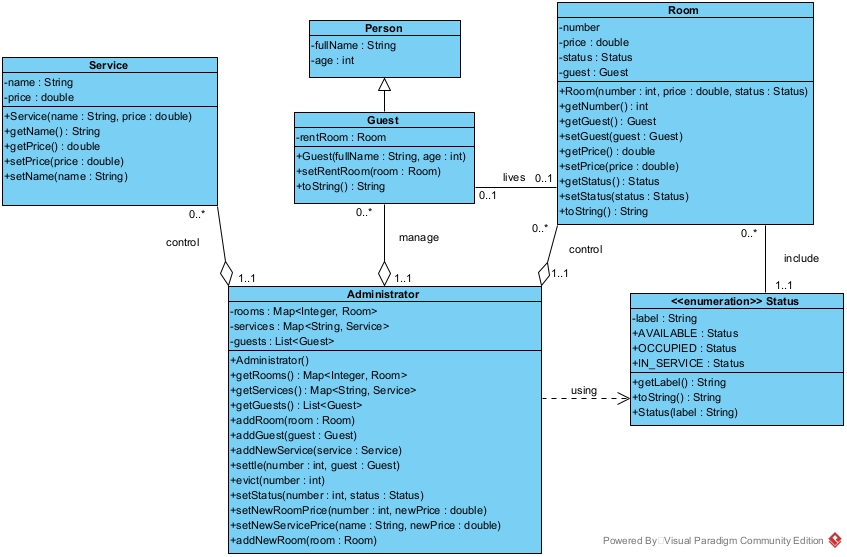 Person
-fullName : String
-age : int
Room
-number
-price : double
-status : Status
-guest : Guest
+Room(number : int, price : double, status : Status)
+getNumber() : int
+getGuest() : Guest
+setGuest(guest : Guest)
+getPrice() : double
+setPrice(price : double)
+getStatus() : Status
+setStatus(status : Status)
+toString() : String
Service
-name : String
-price : double
+Service(name : String, price : double)
+getName() : String
+getPrice() : double
+setPrice(price : double)
+setName(name : String)
Guest
-rentRoom : Room
+Guest(fullName : String, age : int)
+setRentRoom(room : Room)
+toString() : String
lives
0..1
0..1
0..*
control
1..1
0..*
manage
1..1
0..*
control
1..1
0..*
include
1..1
Administrator
-rooms : Map<Integer, Room>
-services : Map<String, Service>
-guests : List<Guest>
+Administrator()
+getRooms() : Map<Integer, Room>
+getServices() : Map<String, Service>
+getGuests() : List<Guest>
+addRoom(room : Room)
+addGuest(guest : Guest)
+addNewService(service : Service)
+settle(number : int, guest : Guest)
+evict(number : int)
+setStatus(number : int, status : Status)
+setNewRoomPrice(number : int, newPrice : double)
+setNewServicePrice(name : String, newPrice : double)
+addNewRoom(room : Room)
using
<<enumeration>> Status
-label : String
+AVAILABLE : Status
+OCCUPIED : Status
+IN_SERVICE : Status
+getLabel() : String
+toString() : String
+Status(label : String)
Powered By Visual Paradigm Community Edition